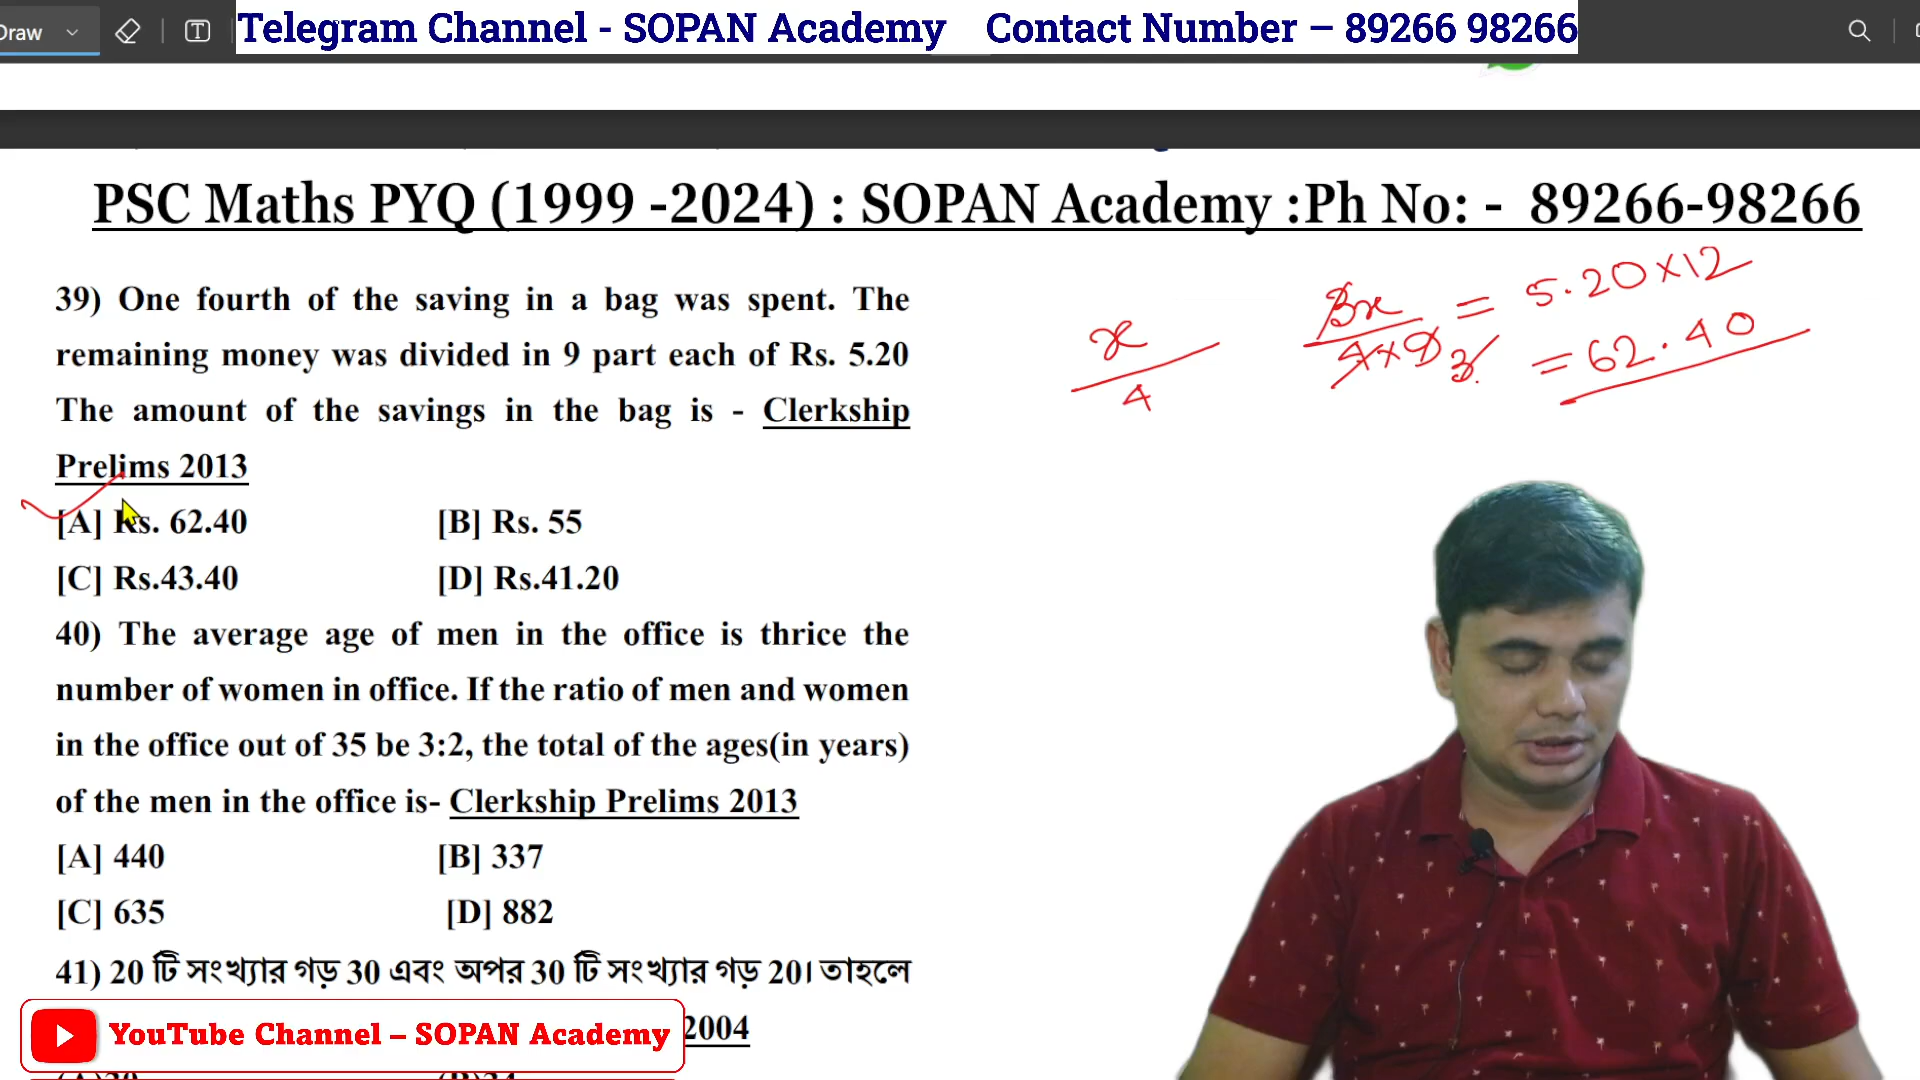 Draw
Telegram Channel - SOPAN Academy Contact Number – 89266 98266
PSC Maths PYQ (1999 -2024) : SOPAN Academy :Ph No: - 89266-98266
39) One fourth of the saving in a bag was spent. The
remaining money was divided in 9 part each of Rs. 5.20
The amount of the savings in the bag is - Clerkship
Prelims 2013
[A] Rs. 62.40 [B] Rs. 55
[C] Rs.43.40 [D] Rs.41.20
x
4
3x
4×9 3
= 5.20×12
= 62.40
40) The average age of men in the office is thrice the
number of women in office. If the ratio of men and women
in the office out of 35 be 3:2, the total of the ages(in years)
of the men in the office is- Clerkship Prelims 2013
[A] 440 [B] 337
[C] 635 [D] 882
41) 20 টি সংখ্যার গড় 30 এবং অপর 30 টি সংখ্যার গড় 20। তাহলে
2004
YouTube Channel – SOPAN Academy